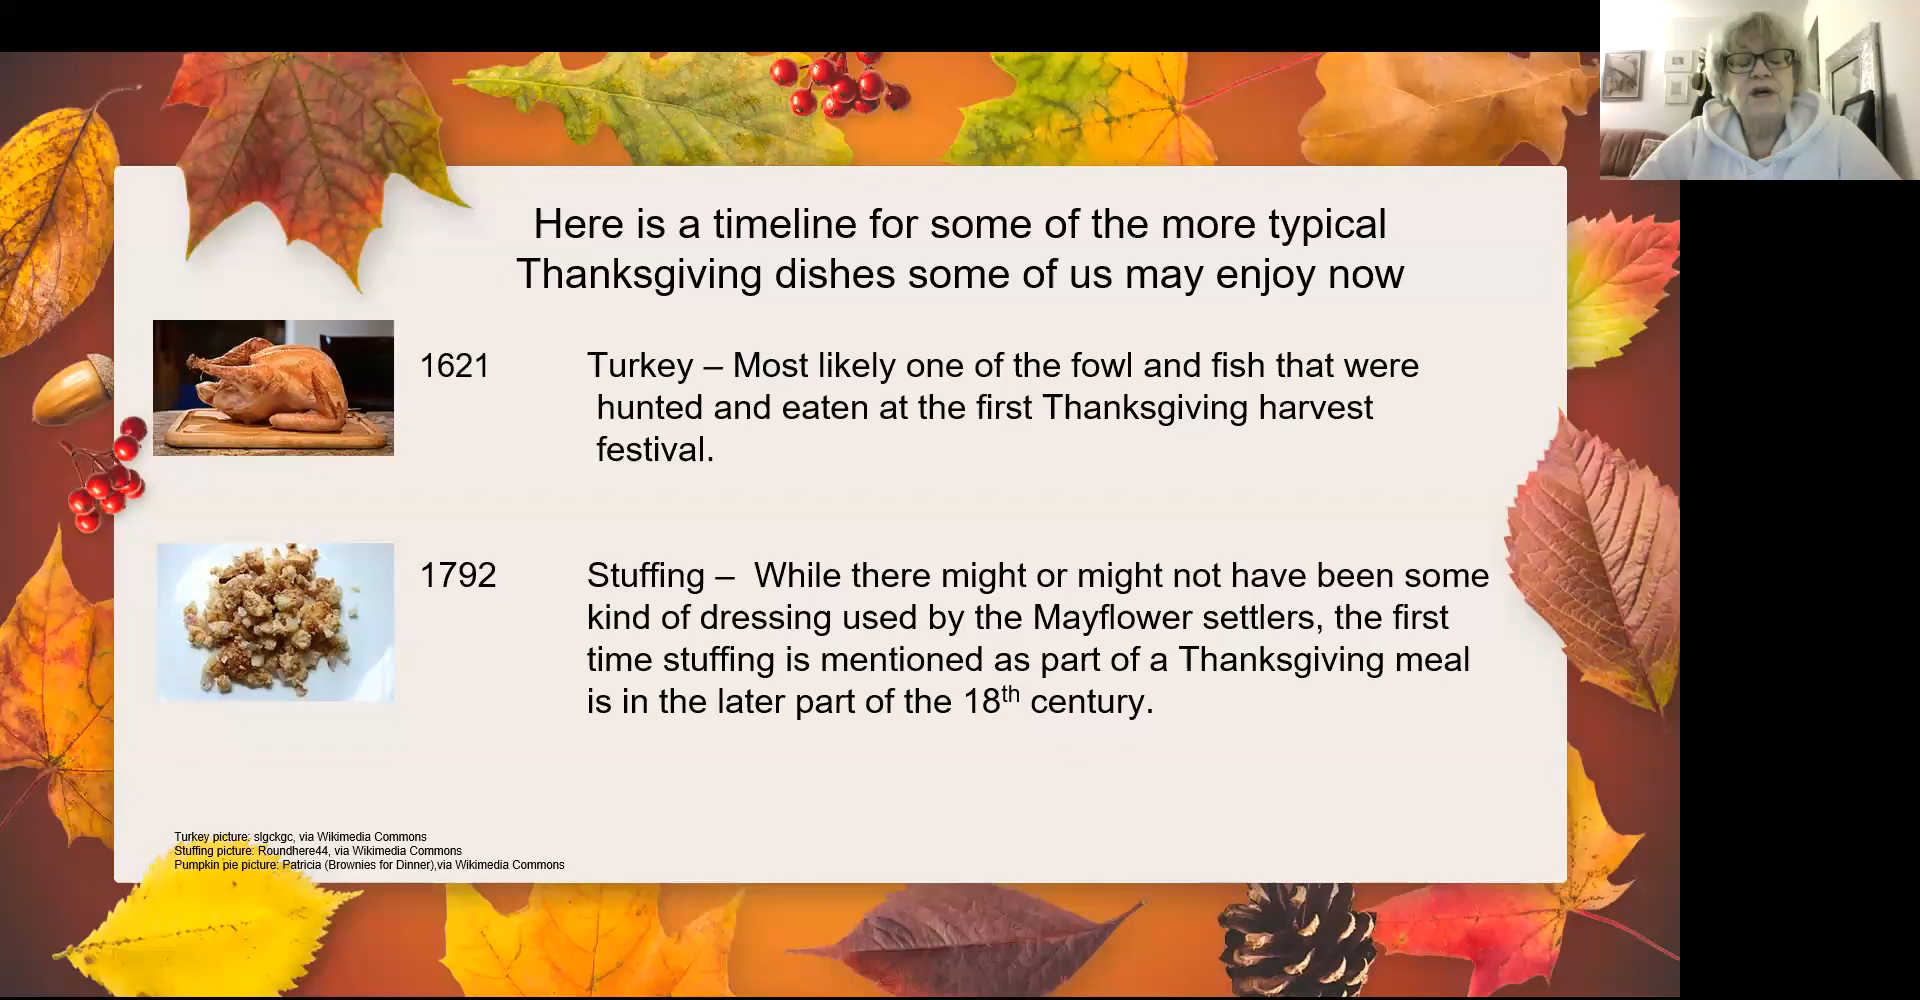 Here is a timeline for some of the more typical
Thanksgiving dishes some of us may enjoy now
1621
Turkey – Most likely one of the fowl and fish that were
hunted and eaten at the first Thanksgiving harvest
festival.
1792
Stuffing –  While there might or might not have been some
kind of dressing used by the Mayflower settlers, the first
time stuffing is mentioned as part of a Thanksgiving meal
is in the later part of the 18th century.
Turkey picture: slgckgc, via Wikimedia Commons
Stuffing picture: Roundhere44, via Wikimedia Commons
Pumpkin pie picture: Patricia (Brownies for Dinner),via Wikimedia Commons